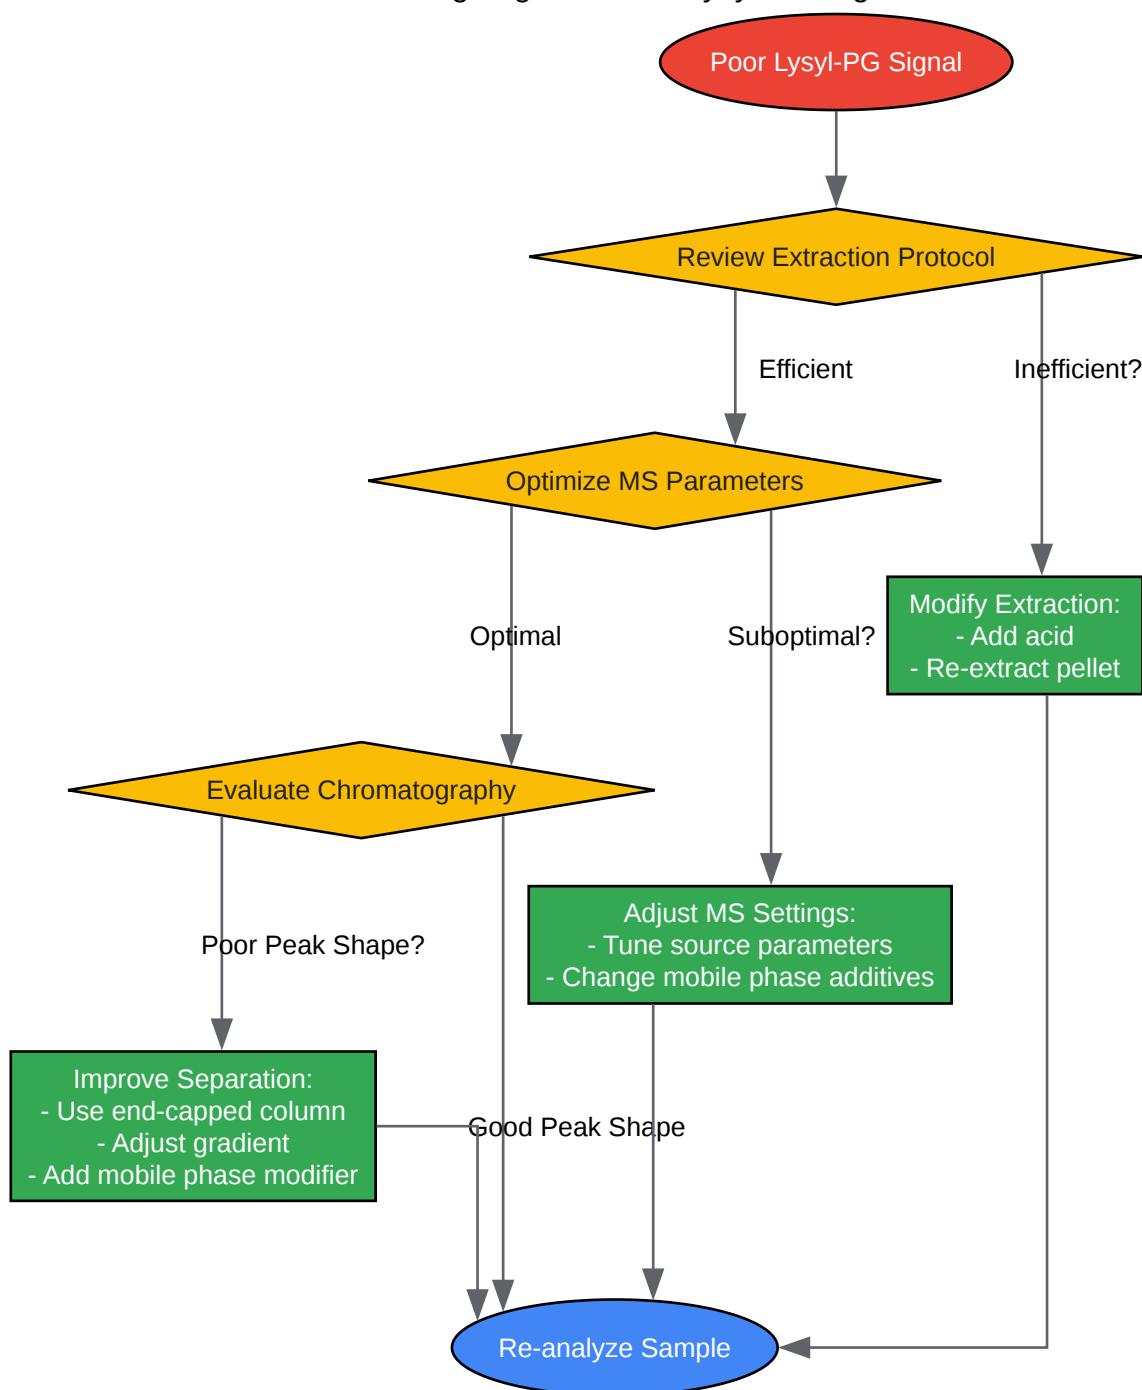 Poor Lysyl-PG Signal
Review Extraction Protocol
Efficient
Inefficient?
Optimize MS Parameters
Modify Extraction:
- Add acid
- Re-extract pellet
Optimal
Suboptimal?
Evaluate Chromatography
Adjust MS Settings:
- Tune source parameters
- Change mobile phase additives
Poor Peak Shape?
Improve Separation:
- Use end-capped column
- Adjust gradient
- Add mobile phase modifier
Good Peak Shape
Re-analyze Sample